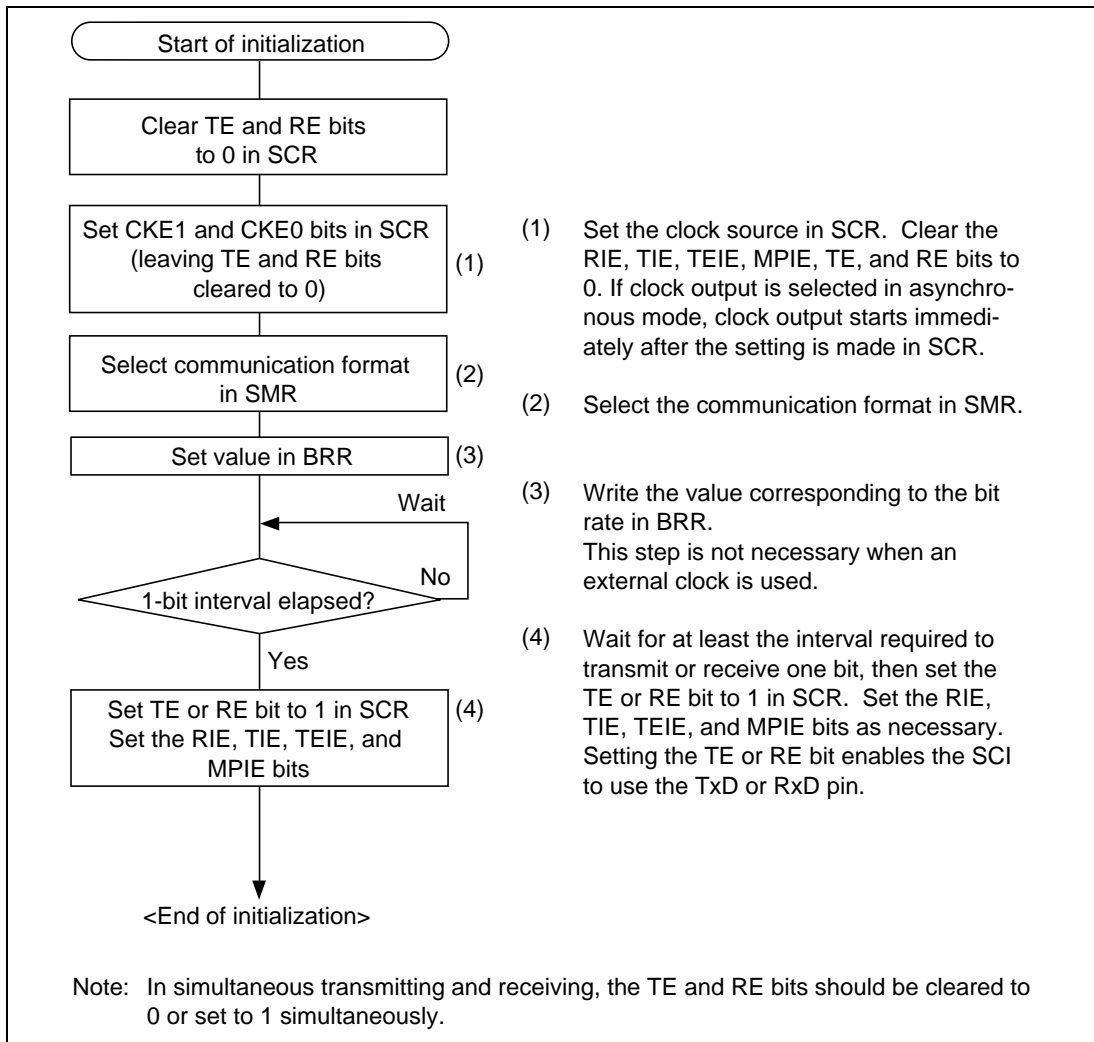 Start of initialization
Clear TE and RE bits
to 0 in SCR
Set CKE1 and CKE0 bits in SCR
(leaving TE and RE bits
cleared to 0)
(1)
Select communication format
in SMR
(2)
Set value in BRR
(3)
Wait
No
1-bit interval elapsed?
Yes
Set TE or RE bit to 1 in SCR
Set the RIE, TIE, TEIE, and
MPIE bits
(4)
<End of initialization>
(1) Set the clock source in SCR. Clear the
RIE, TIE, TEIE, MPIE, TE, and RE bits to
0. If clock output is selected in asynchro-
nous mode, clock output starts immedi-
ately after the setting is made in SCR.
(2) Select the communication format in SMR.
(3) Write the value corresponding to the bit
rate in BRR.
This step is not necessary when an
external clock is used.
(4) Wait for at least the interval required to
transmit or receive one bit, then set the
TE or RE bit to 1 in SCR. Set the RIE,
TIE, TEIE, and MPIE bits as necessary.
Setting the TE or RE bit enables the SCI
to use the TxD or RxD pin.
Note: In simultaneous transmitting and receiving, the TE and RE bits should be cleared to
0 or set to 1 simultaneously.